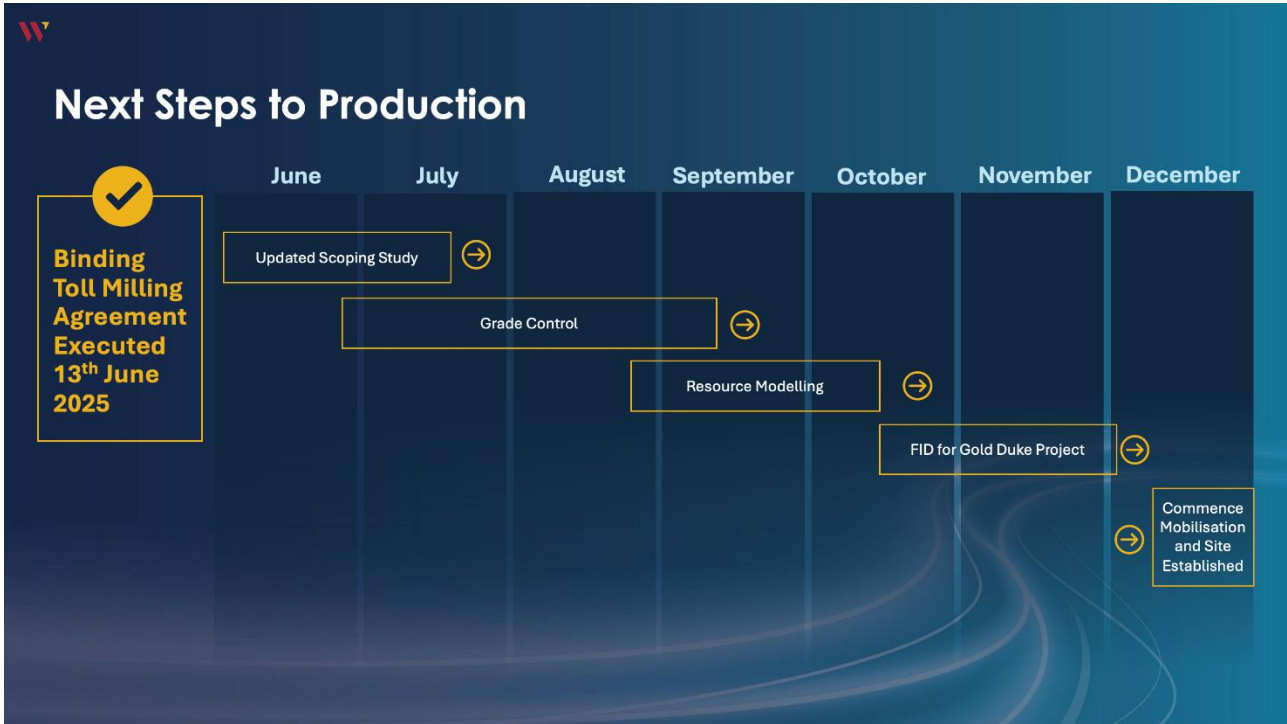 Next Steps to Production
June July August September October November December
Binding
Toll Milling
Agreement
Executed
13th June
2025
Updated Scoping Study
Grade Control
Resource Modelling
FID for Gold Duke Project
Commence
Mobilisation
and Site
Established